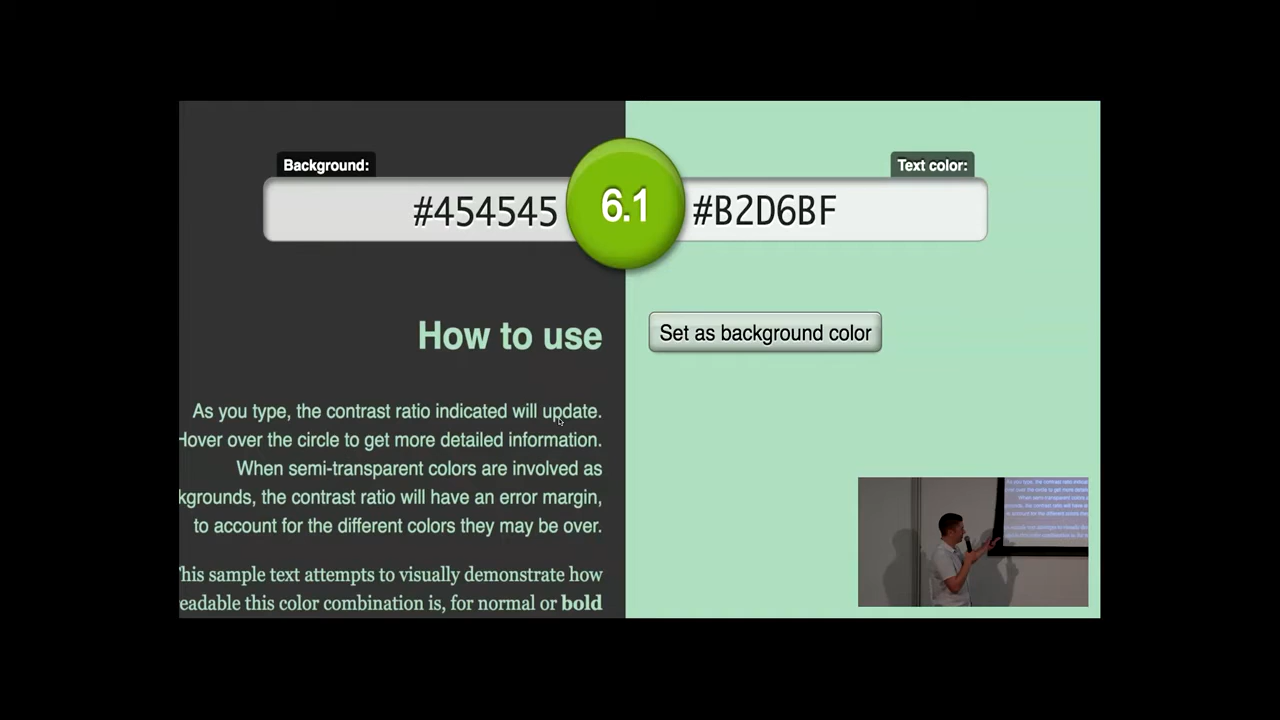 Background:
Text color:
#454545
6.1
#B2D6BF
How to use
Set as background color
As you type, the contrast ratio indicated will update.
Hover over the circle to get more detailed information.
When semi-transparent colors are involved as
kgrounds, the contrast ratio will have an error margin,
to account for the different colors they may be over.
his sample text attempts to visually demonstrate how
eadable this color combination is, for normal or bold